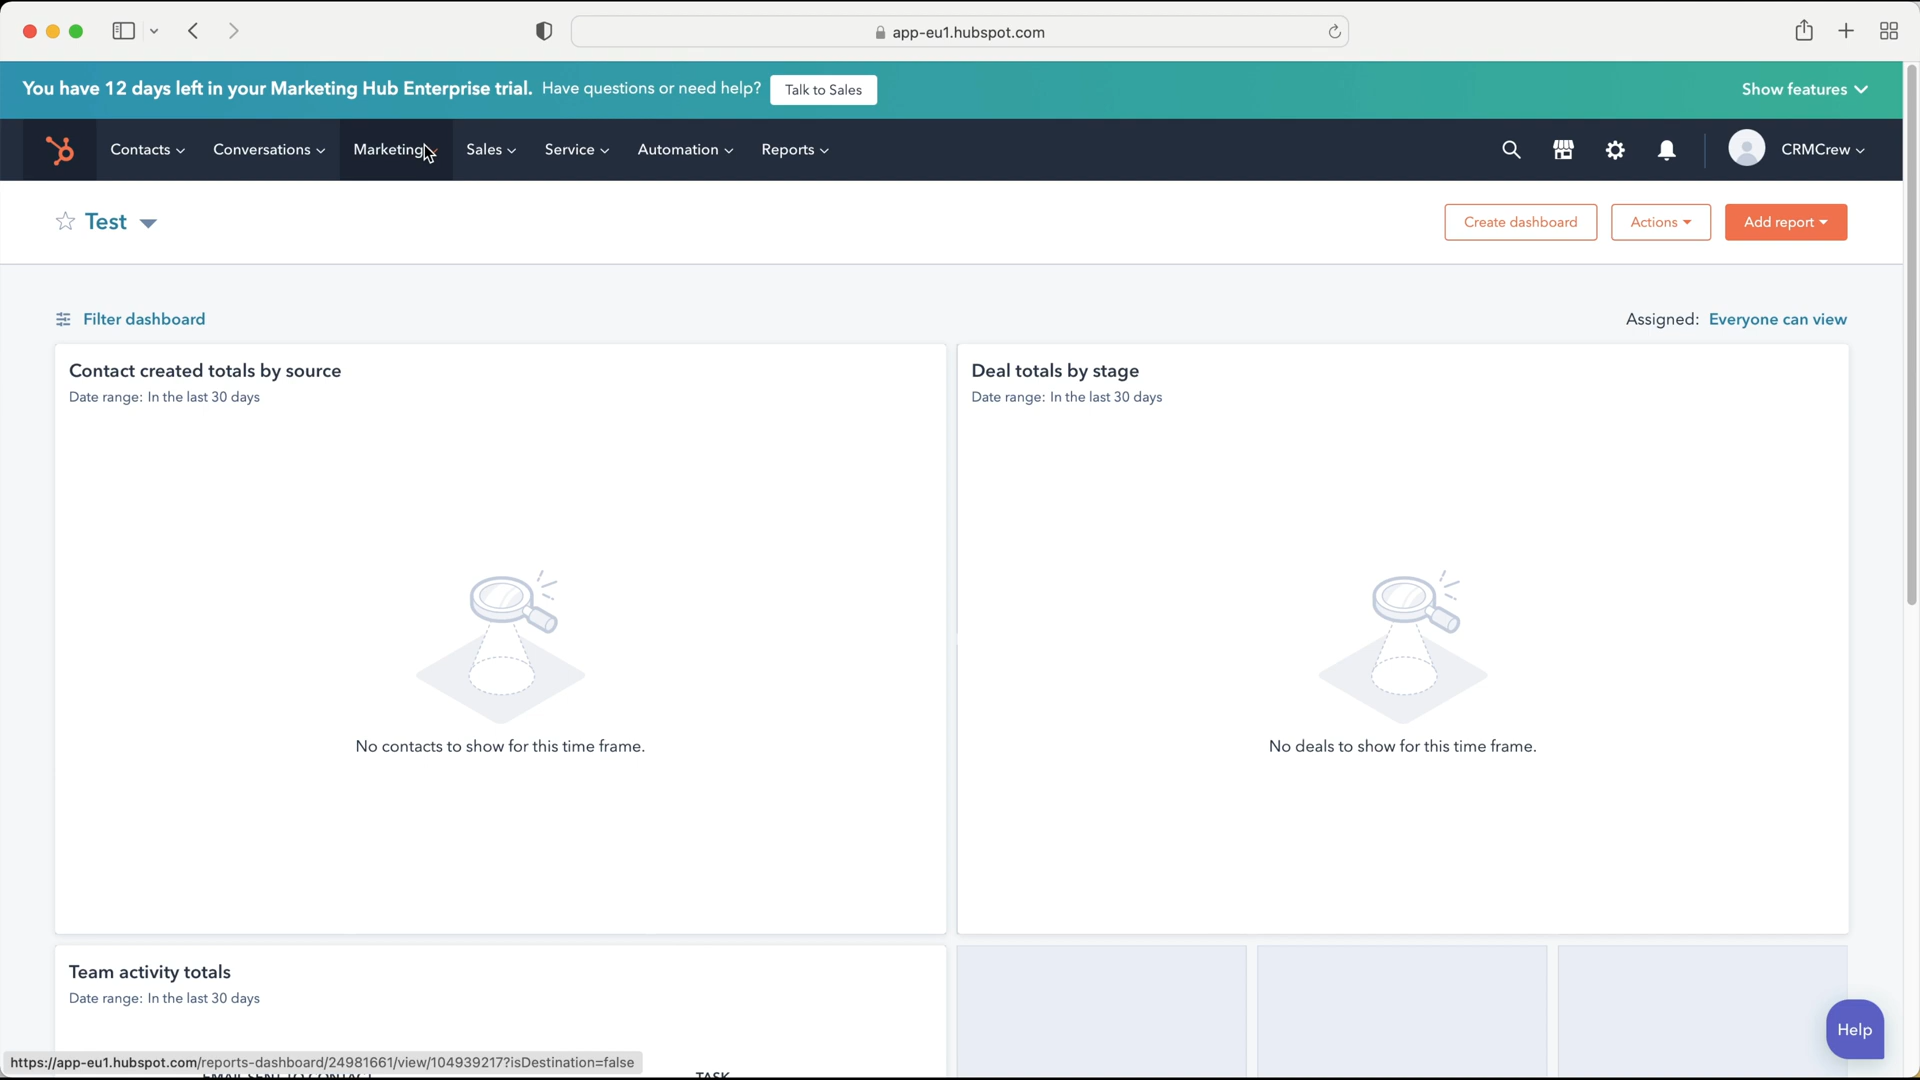 app-eu1.hubspot.com
You have 12 days left in your Marketing Hub Enterprise trial. Have questions or need help? Talk to Sales Show features
Contacts Conversations Marketing Sales Service Automation Reports CRMCrew
Test Create dashboard Actions Add report
Filter dashboard Assigned: Everyone can view
Contact created totals by source
Date range: In the last 30 days
No contacts to show for this time frame.
Deal totals by stage
Date range: In the last 30 days
No deals to show for this time frame.
Team activity totals
Date range: In the last 30 days
Help
https://app-eu1.hubspot.com/reports-dashboard/24981661/view/104939217?isDestination=false
TASK